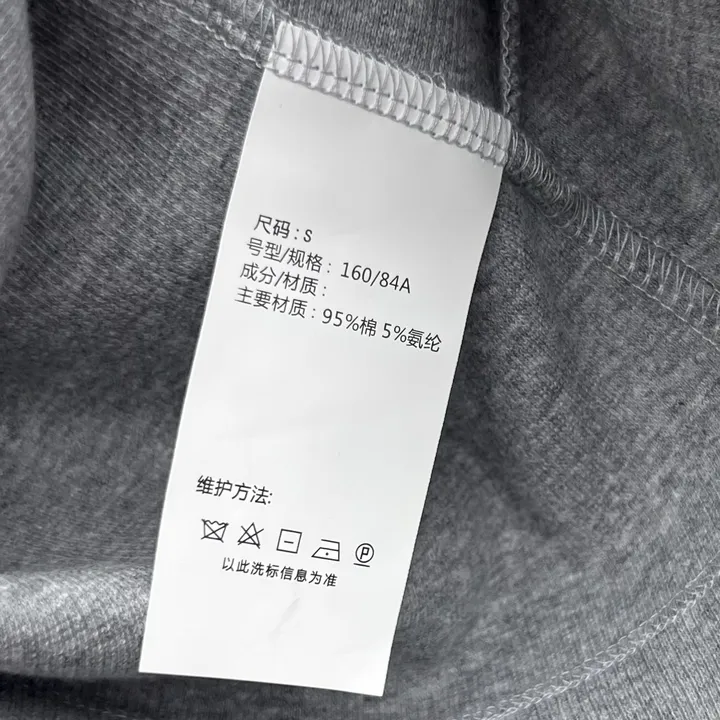 尺码：S
号型/规格：160/84A
成分/材质：
主要材质：95%棉 5%氨纶
维护方法:
P
以此洗标信息为准